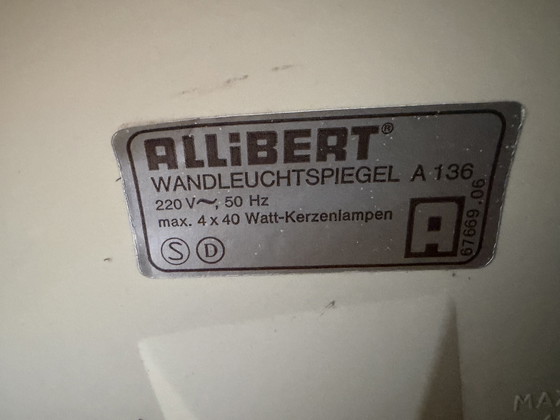 ALLiBERT®
WANDLEUCHTSPIEGEL A 136
220 V~, 50 Hz
max. 4 x 40 Watt-Kerzenlampen
S D
A
67669.06